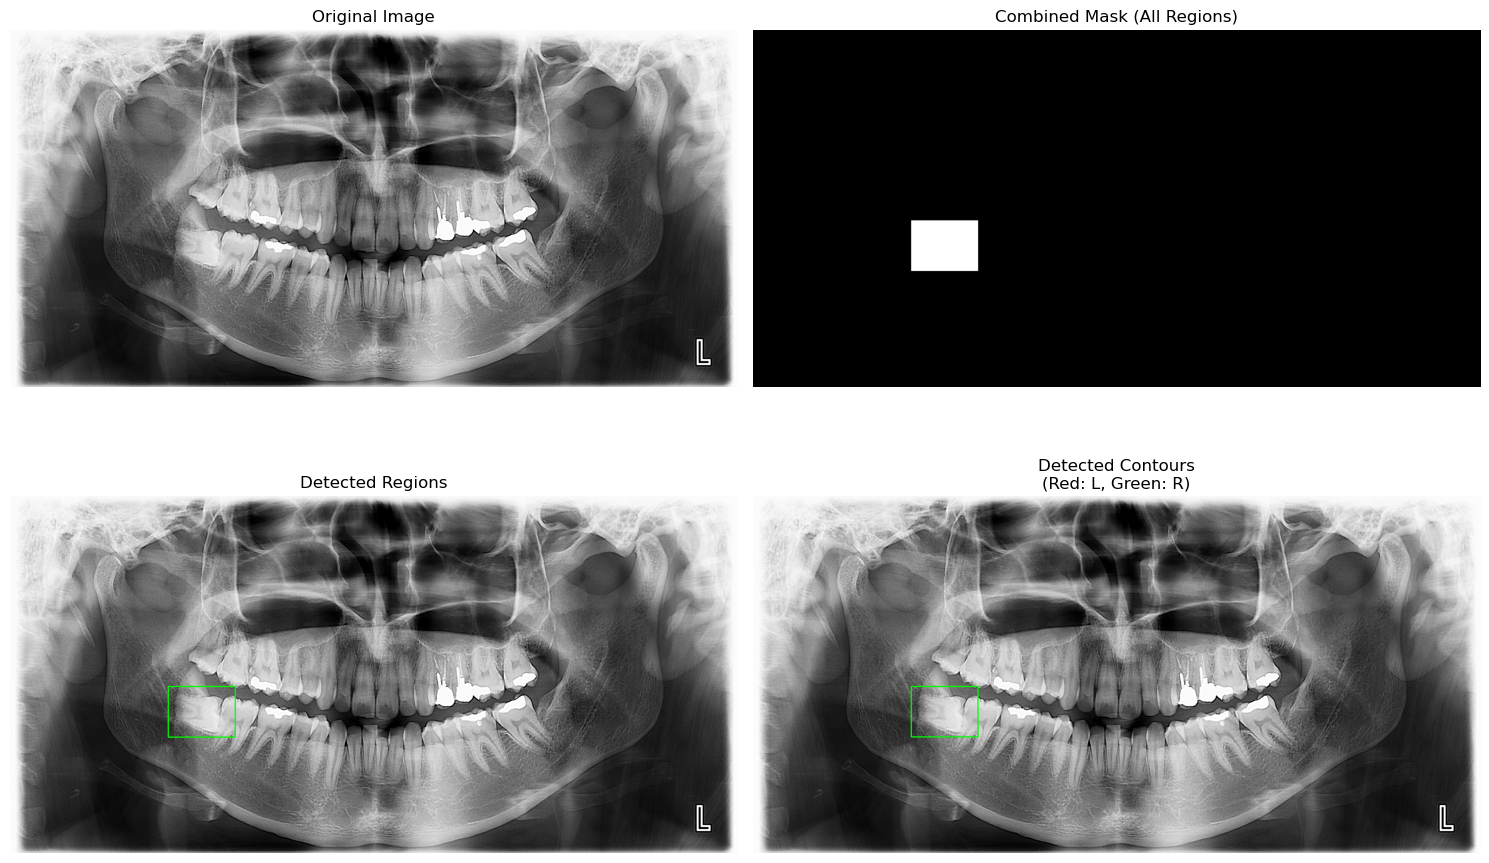 Original Image
Combined Mask (All Regions)
L
Detected Regions
Detected Contours
(Red: L, Green: R)
L
L